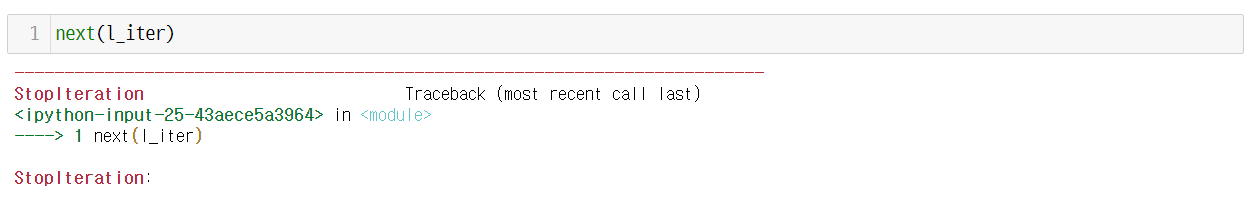 1 next(l_iter)
---------------------------------------------------------------------------
StopIteration Traceback (most recent call last)
<ipython-input-25-43aece5a3964> in <module>
----> 1 next(l_iter)
StopIteration: